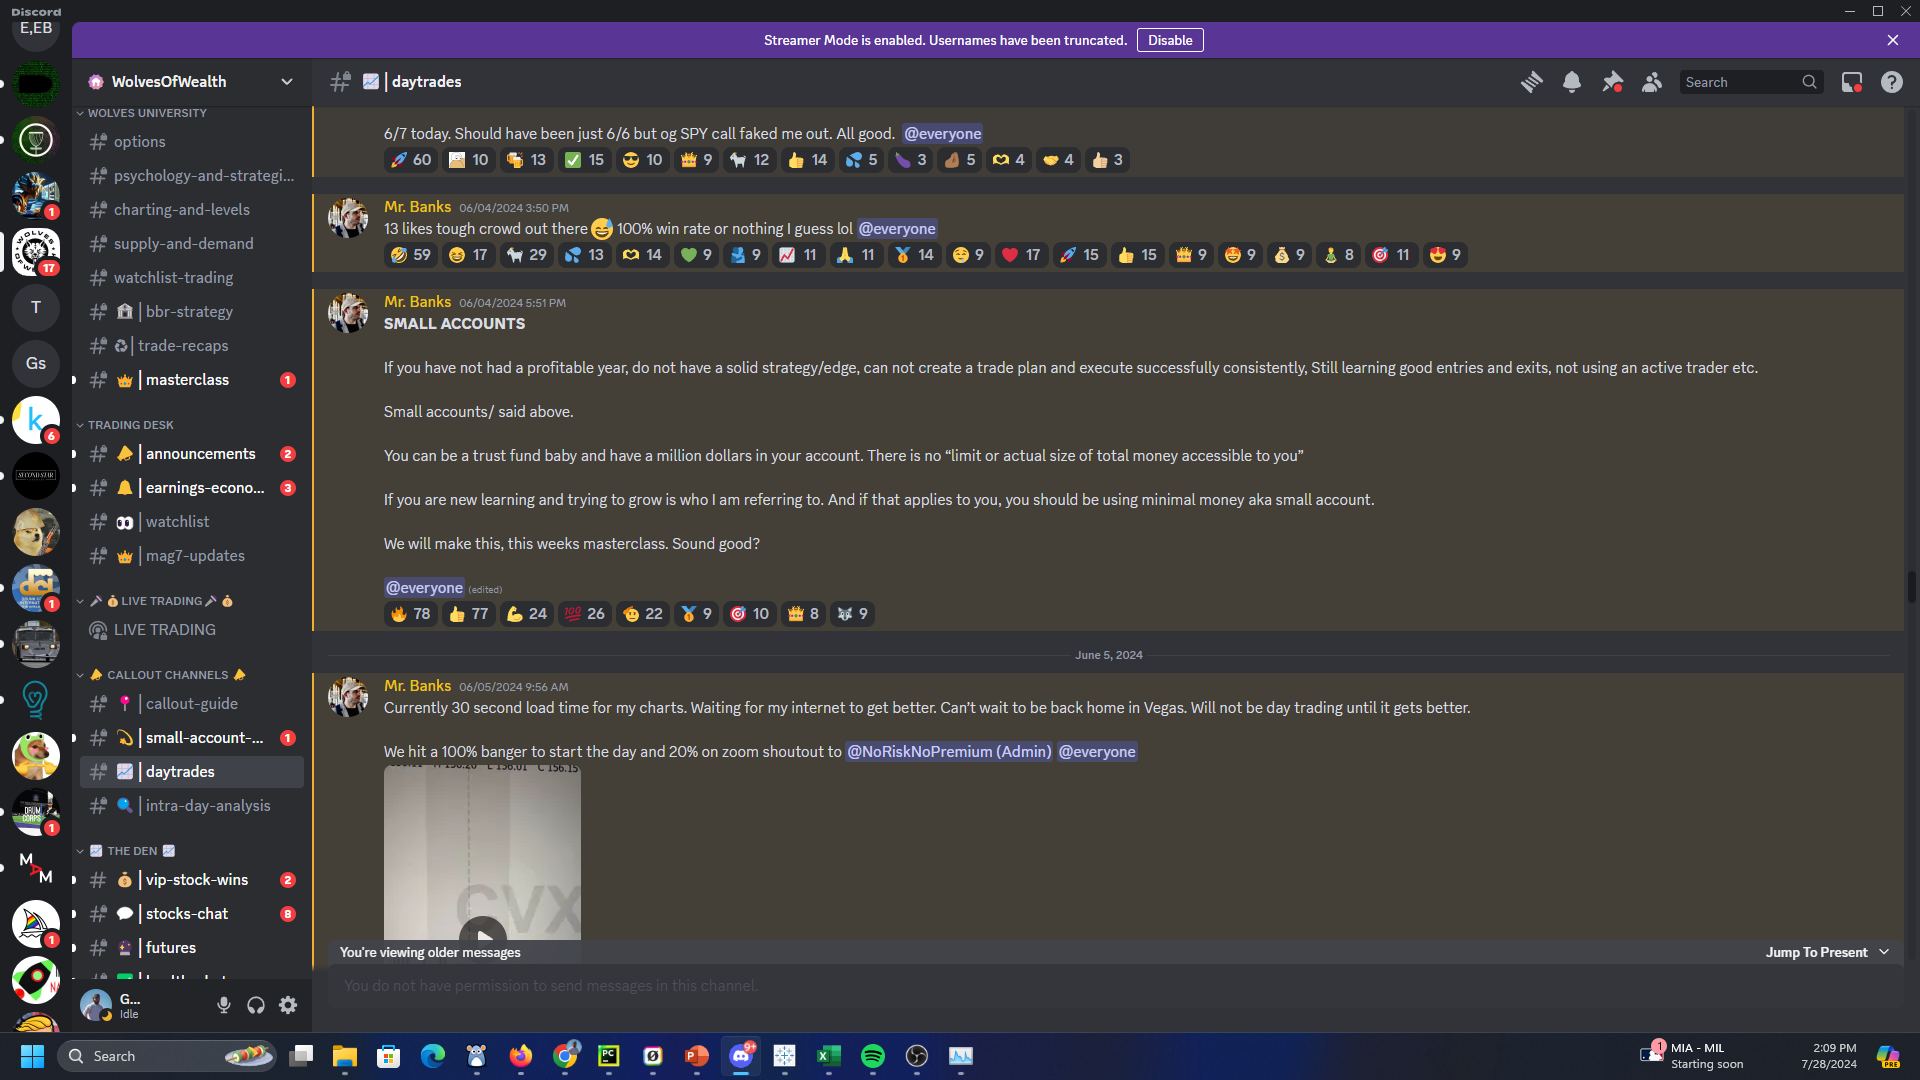 Discord
E,EB
Streamer Mode is enabled. Usernames have been truncated.
Disable
WolvesOfWealth
WOLVES UNIVERSITY
options
psychology-and-strategi...
charting-and-levels
supply-and-demand
watchlist-trading
| bbr-strategy
| trade-recaps
| masterclass
1
TRADING DESK
| announcements
2
| earnings-econo...
3
| watchlist
| mag7-updates
LIVE TRADING
LIVE TRADING
CALLOUT CHANNELS
| callout-guide
| small-account-...
1
| daytrades
| intra-day-analysis
THE DEN
| vip-stock-wins
2
| stocks-chat
8
| futures
G...
Idle
1
17
T
Gs
k
6
SECOND STAR
1
DRUM CORPS
1
M A M
1
| daytrades
Search
6/7 today. Should have been just 6/6 but og SPY call faked me out. All good. @everyone
60 10 13 15 10 9 12 14 5 3 5 4 4 3
Mr. Banks 06/04/2024 3:50 PM
13 likes tough crowd out there 😅 100% win rate or nothing I guess lol @everyone
59 17 29 13 14 9 9 11 11 14 9 17 15 15 9 9 9 8 11 9
Mr. Banks 06/04/2024 5:51 PM
SMALL ACCOUNTS
If you have not had a profitable year, do not have a solid strategy/edge, can not create a trade plan and execute successfully consistently, Still learning good entries and exits, not using an active trader etc.
Small accounts/ said above.
You can be a trust fund baby and have a million dollars in your account. There is no “limit or actual size of total money accessible to you”
If you are new learning and trying to grow is who I am referring to. And if that applies to you, you should be using minimal money aka small account.
We will make this, this weeks masterclass. Sound good?
@everyone (edited)
78 77 24 100 26 22 9 10 8 9
June 5, 2024
Mr. Banks 06/05/2024 9:56 AM
Currently 30 second load time for my charts. Waiting for my internet to get better. Can’t wait to be back home in Vegas. Will not be day trading until it gets better.
We hit a 100% banger to start the day and 20% on zoom shoutout to @NoRiskNoPremium (Admin) @everyone
C 156.15
CVX
You're viewing older messages
Jump To Present
You do not have permission to send messages in this channel.
Search
PC
9+
1
MIA - MIL
Starting soon
2:09 PM
7/28/2024
PRE